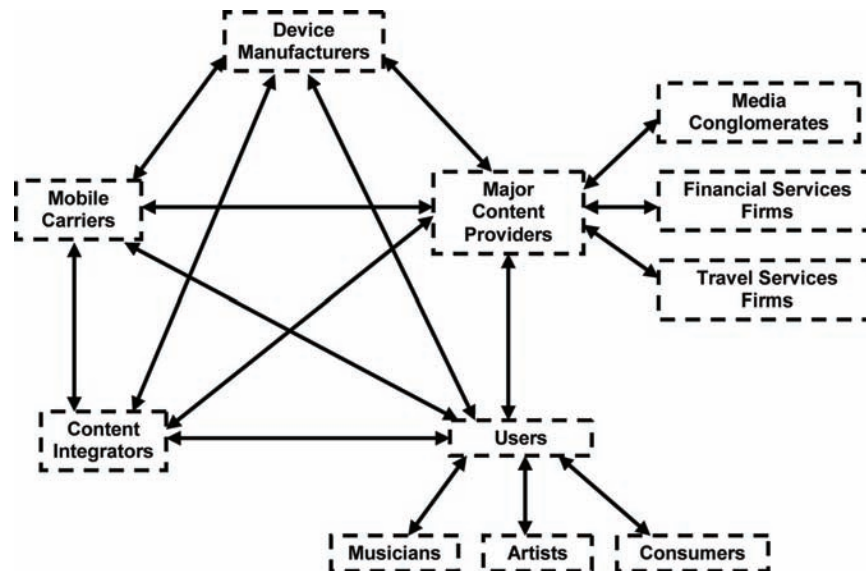 Device
Manufacturers
Media
Conglomerates
Mobile
Carriers
Major
Content
Providers
Financial Services
Firms
Travel Services
Firms
Content
Integrators
Users
Musicians
Artists
Consumers